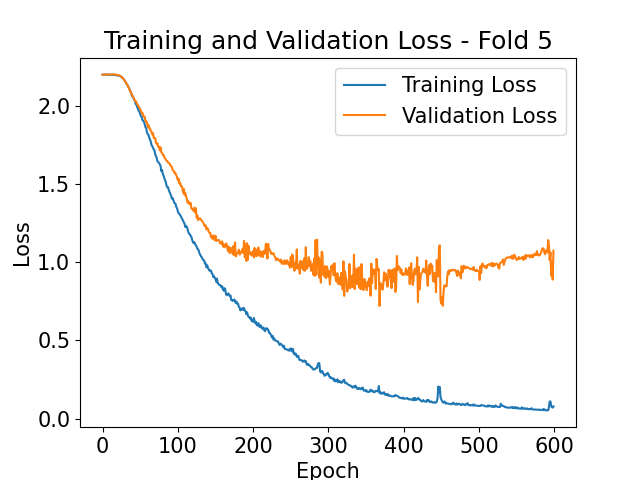 Training and Validation Loss - Fold 5
Training Loss
Validation Loss
Loss
2.0
1.5
1.0
0.5
0.0
0 100 200 300 400 500 600
Epoch